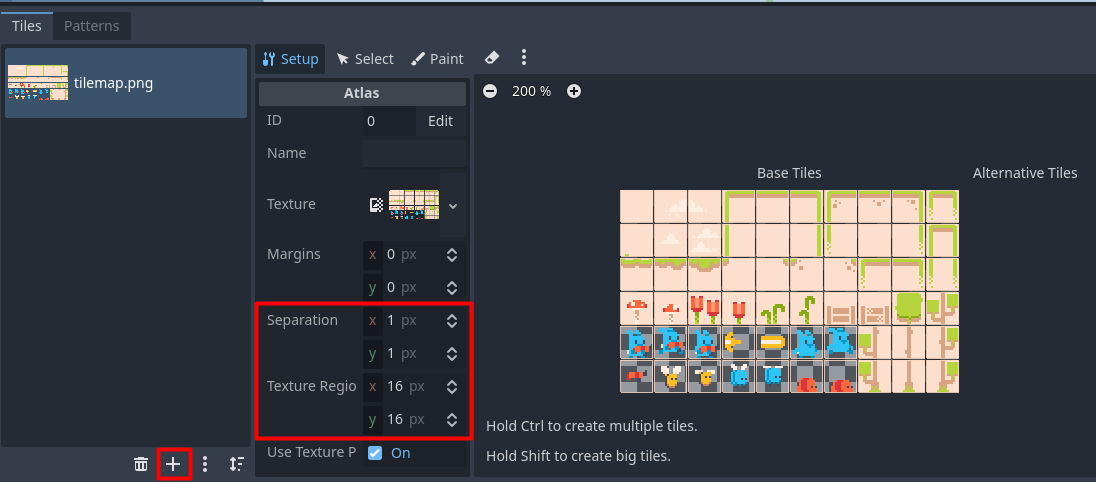 Tiles Patterns
tilemap.png
Setup Select Paint
Atlas
ID 0 Edit
Name
Texture
Margins x 0 px
y 0 px
Separation x 1 px
y 1 px
Texture Regio x 16 px
y 16 px
Use Texture P On
200 %
Base Tiles Alternative Tiles
Hold Ctrl to create multiple tiles.
Hold Shift to create big tiles.